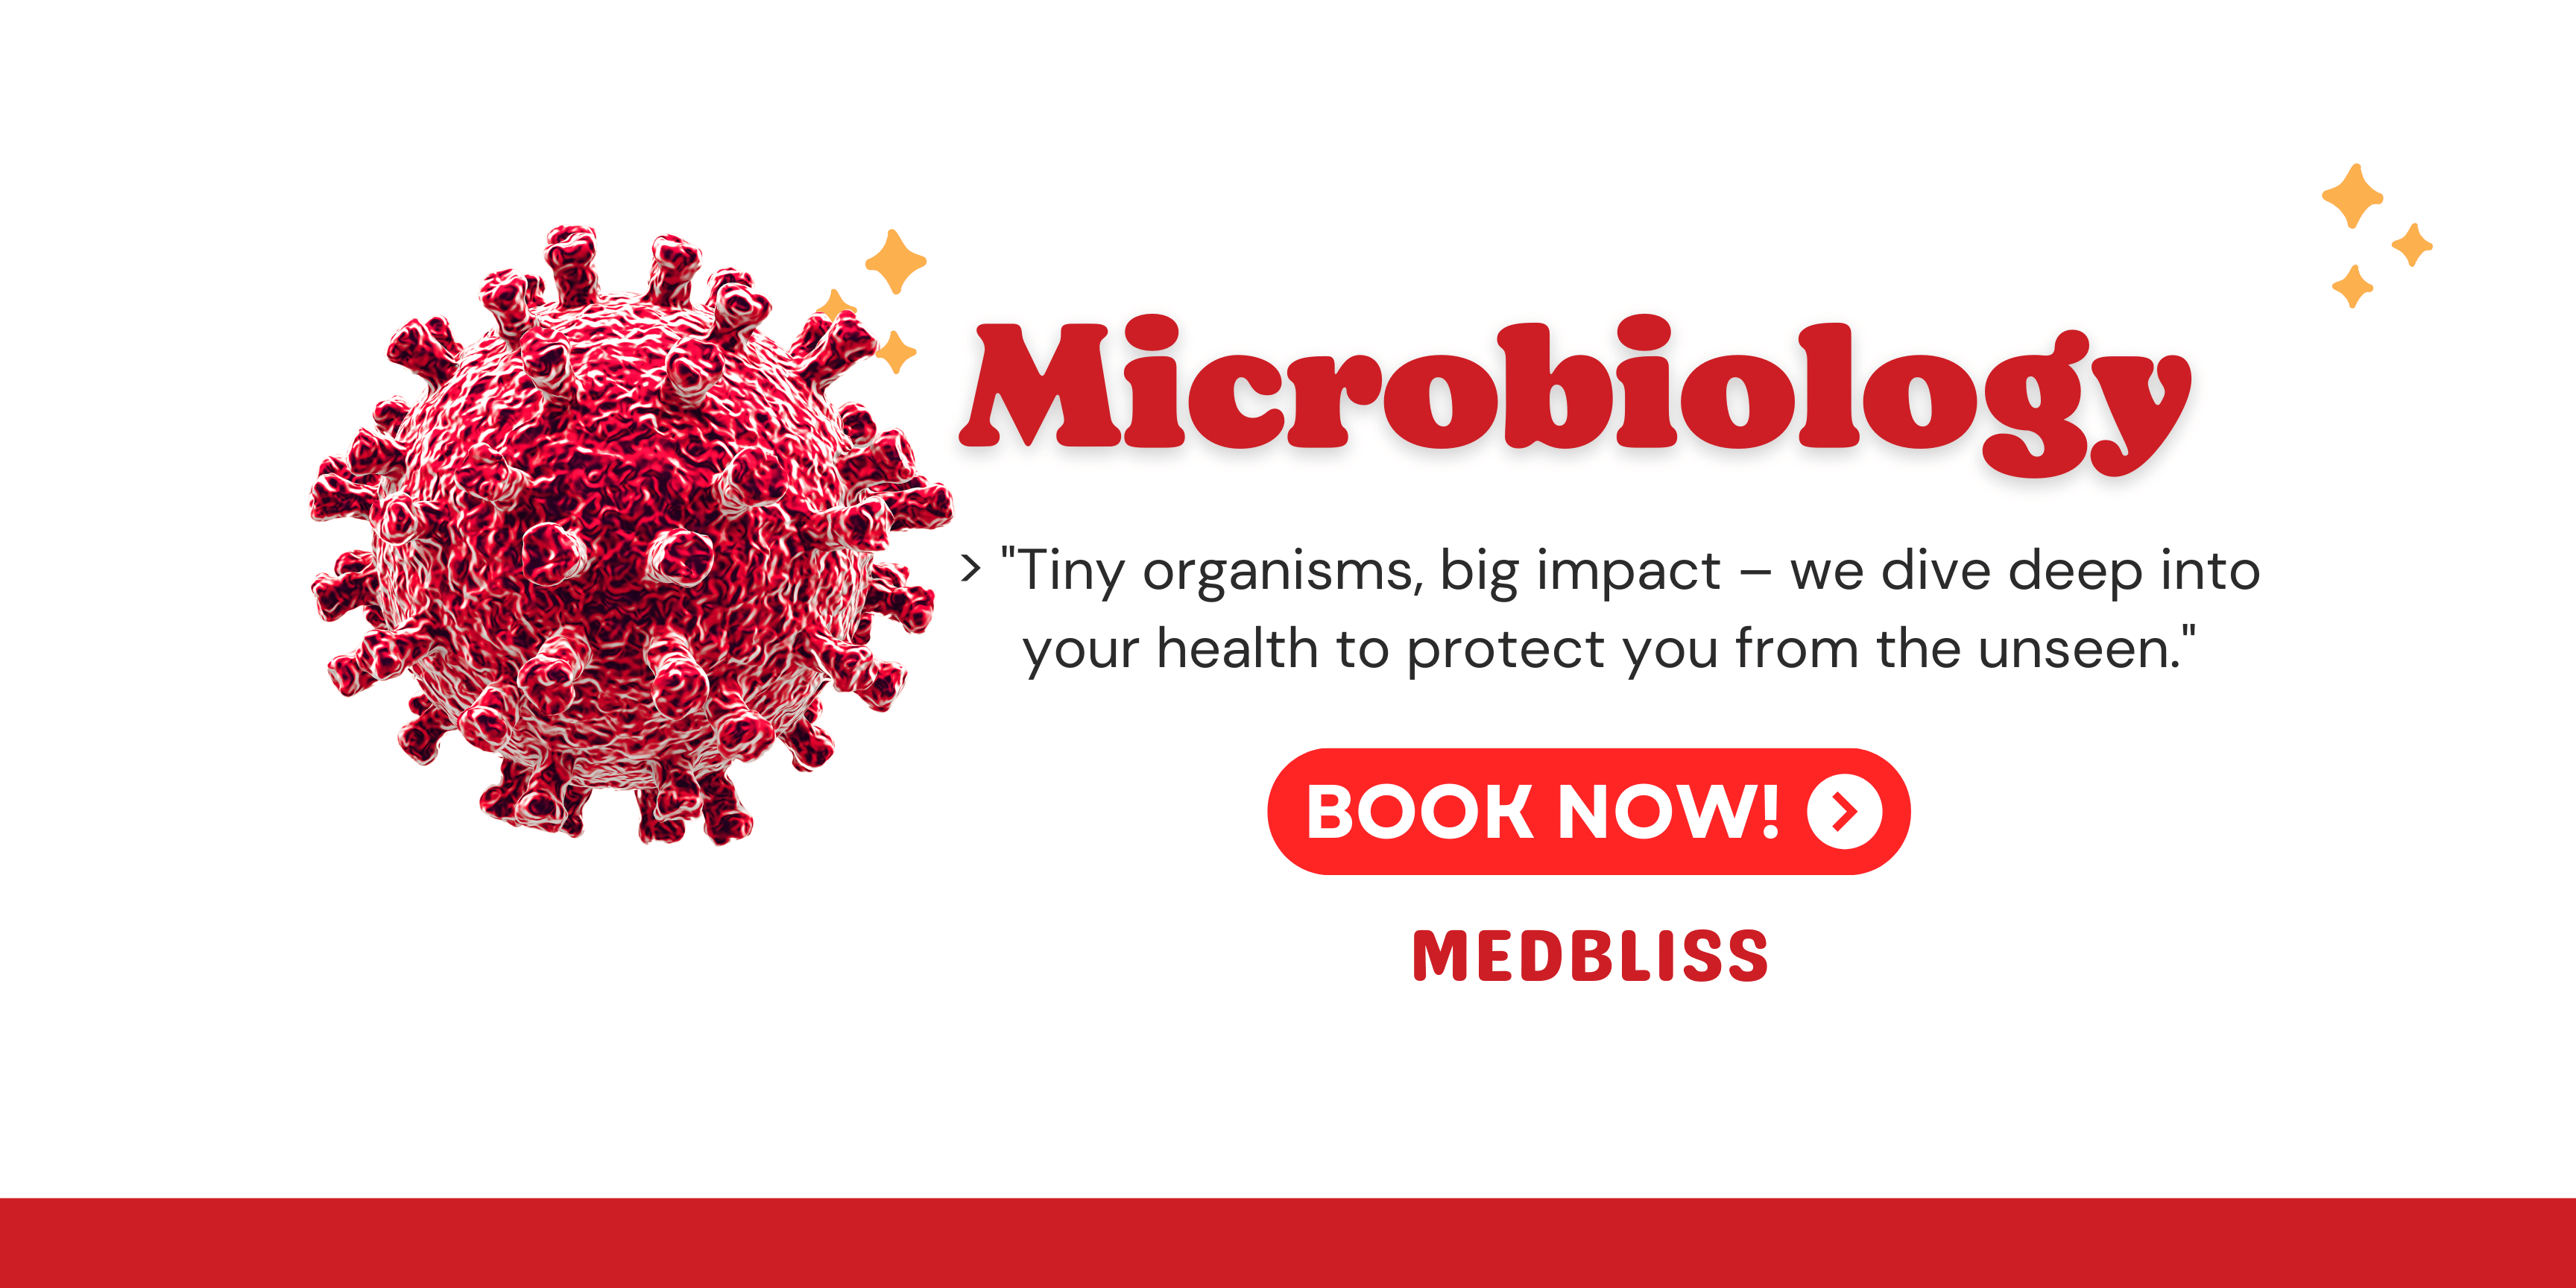 Microbiology
> "Tiny organisms, big impact – we dive deep into
your health to protect you from the unseen."
BOOK NOW!
MEDBLISS